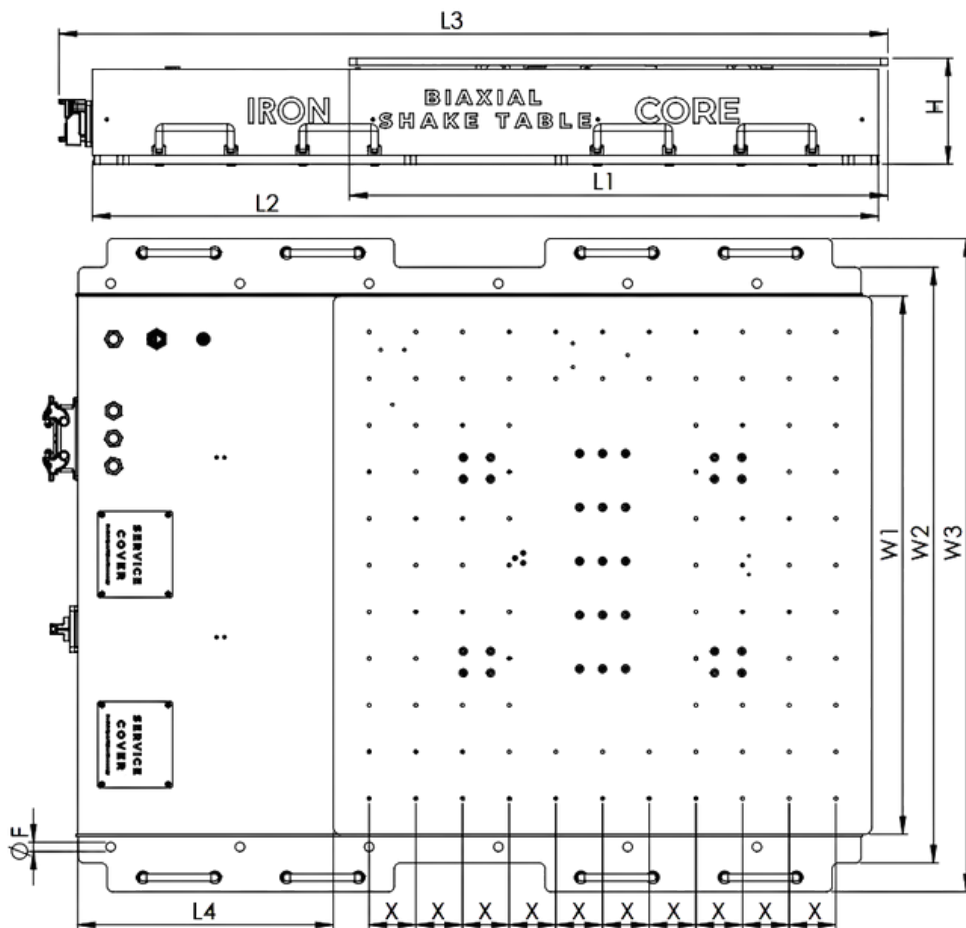 L3
IRON
BIAXIAL
SHAKE TABLE
CORE
H
L1
L2
SERVICE
COVER
SERVICE
COVER
W1
W2
W3
ØF
L4
X X X X X X X X X X